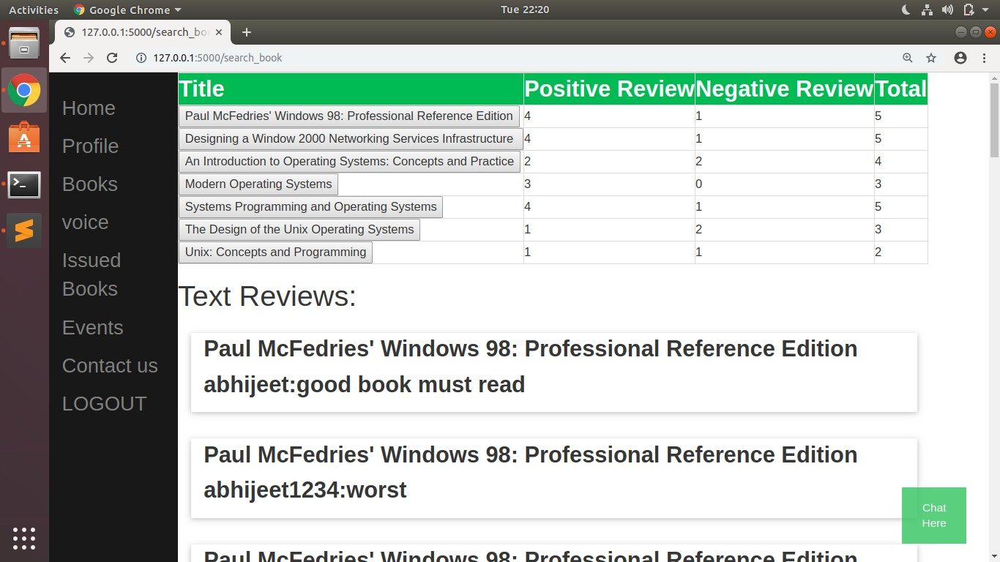 Activities Google Chrome Tue 22:20
127.0.0.1:5000/search_bo
127.0.0.1:5000/search_book
Home
Profile
Books
voice
Issued
Books
Events
Contact us
LOGOUT
Title Positive Review Negative Review Total
Paul McFedries' Windows 98: Professional Reference Edition 4 1 5
Designing a Window 2000 Networking Services Infrastructure 4 1 5
An Introduction to Operating Systems: Concepts and Practice 2 2 4
Modern Operating Systems 3 0 3
Systems Programming and Operating Systems 4 1 5
The Design of the Unix Operating Systems 1 2 3
Unix: Concepts and Programming 1 1 2
Text Reviews:
Paul McFedries' Windows 98: Professional Reference Edition
abhijeet:good book must read
Paul McFedries' Windows 98: Professional Reference Edition
abhijeet1234:worst
Paul McFedries' Windows 98: Professional Reference Edition
Chat
Here